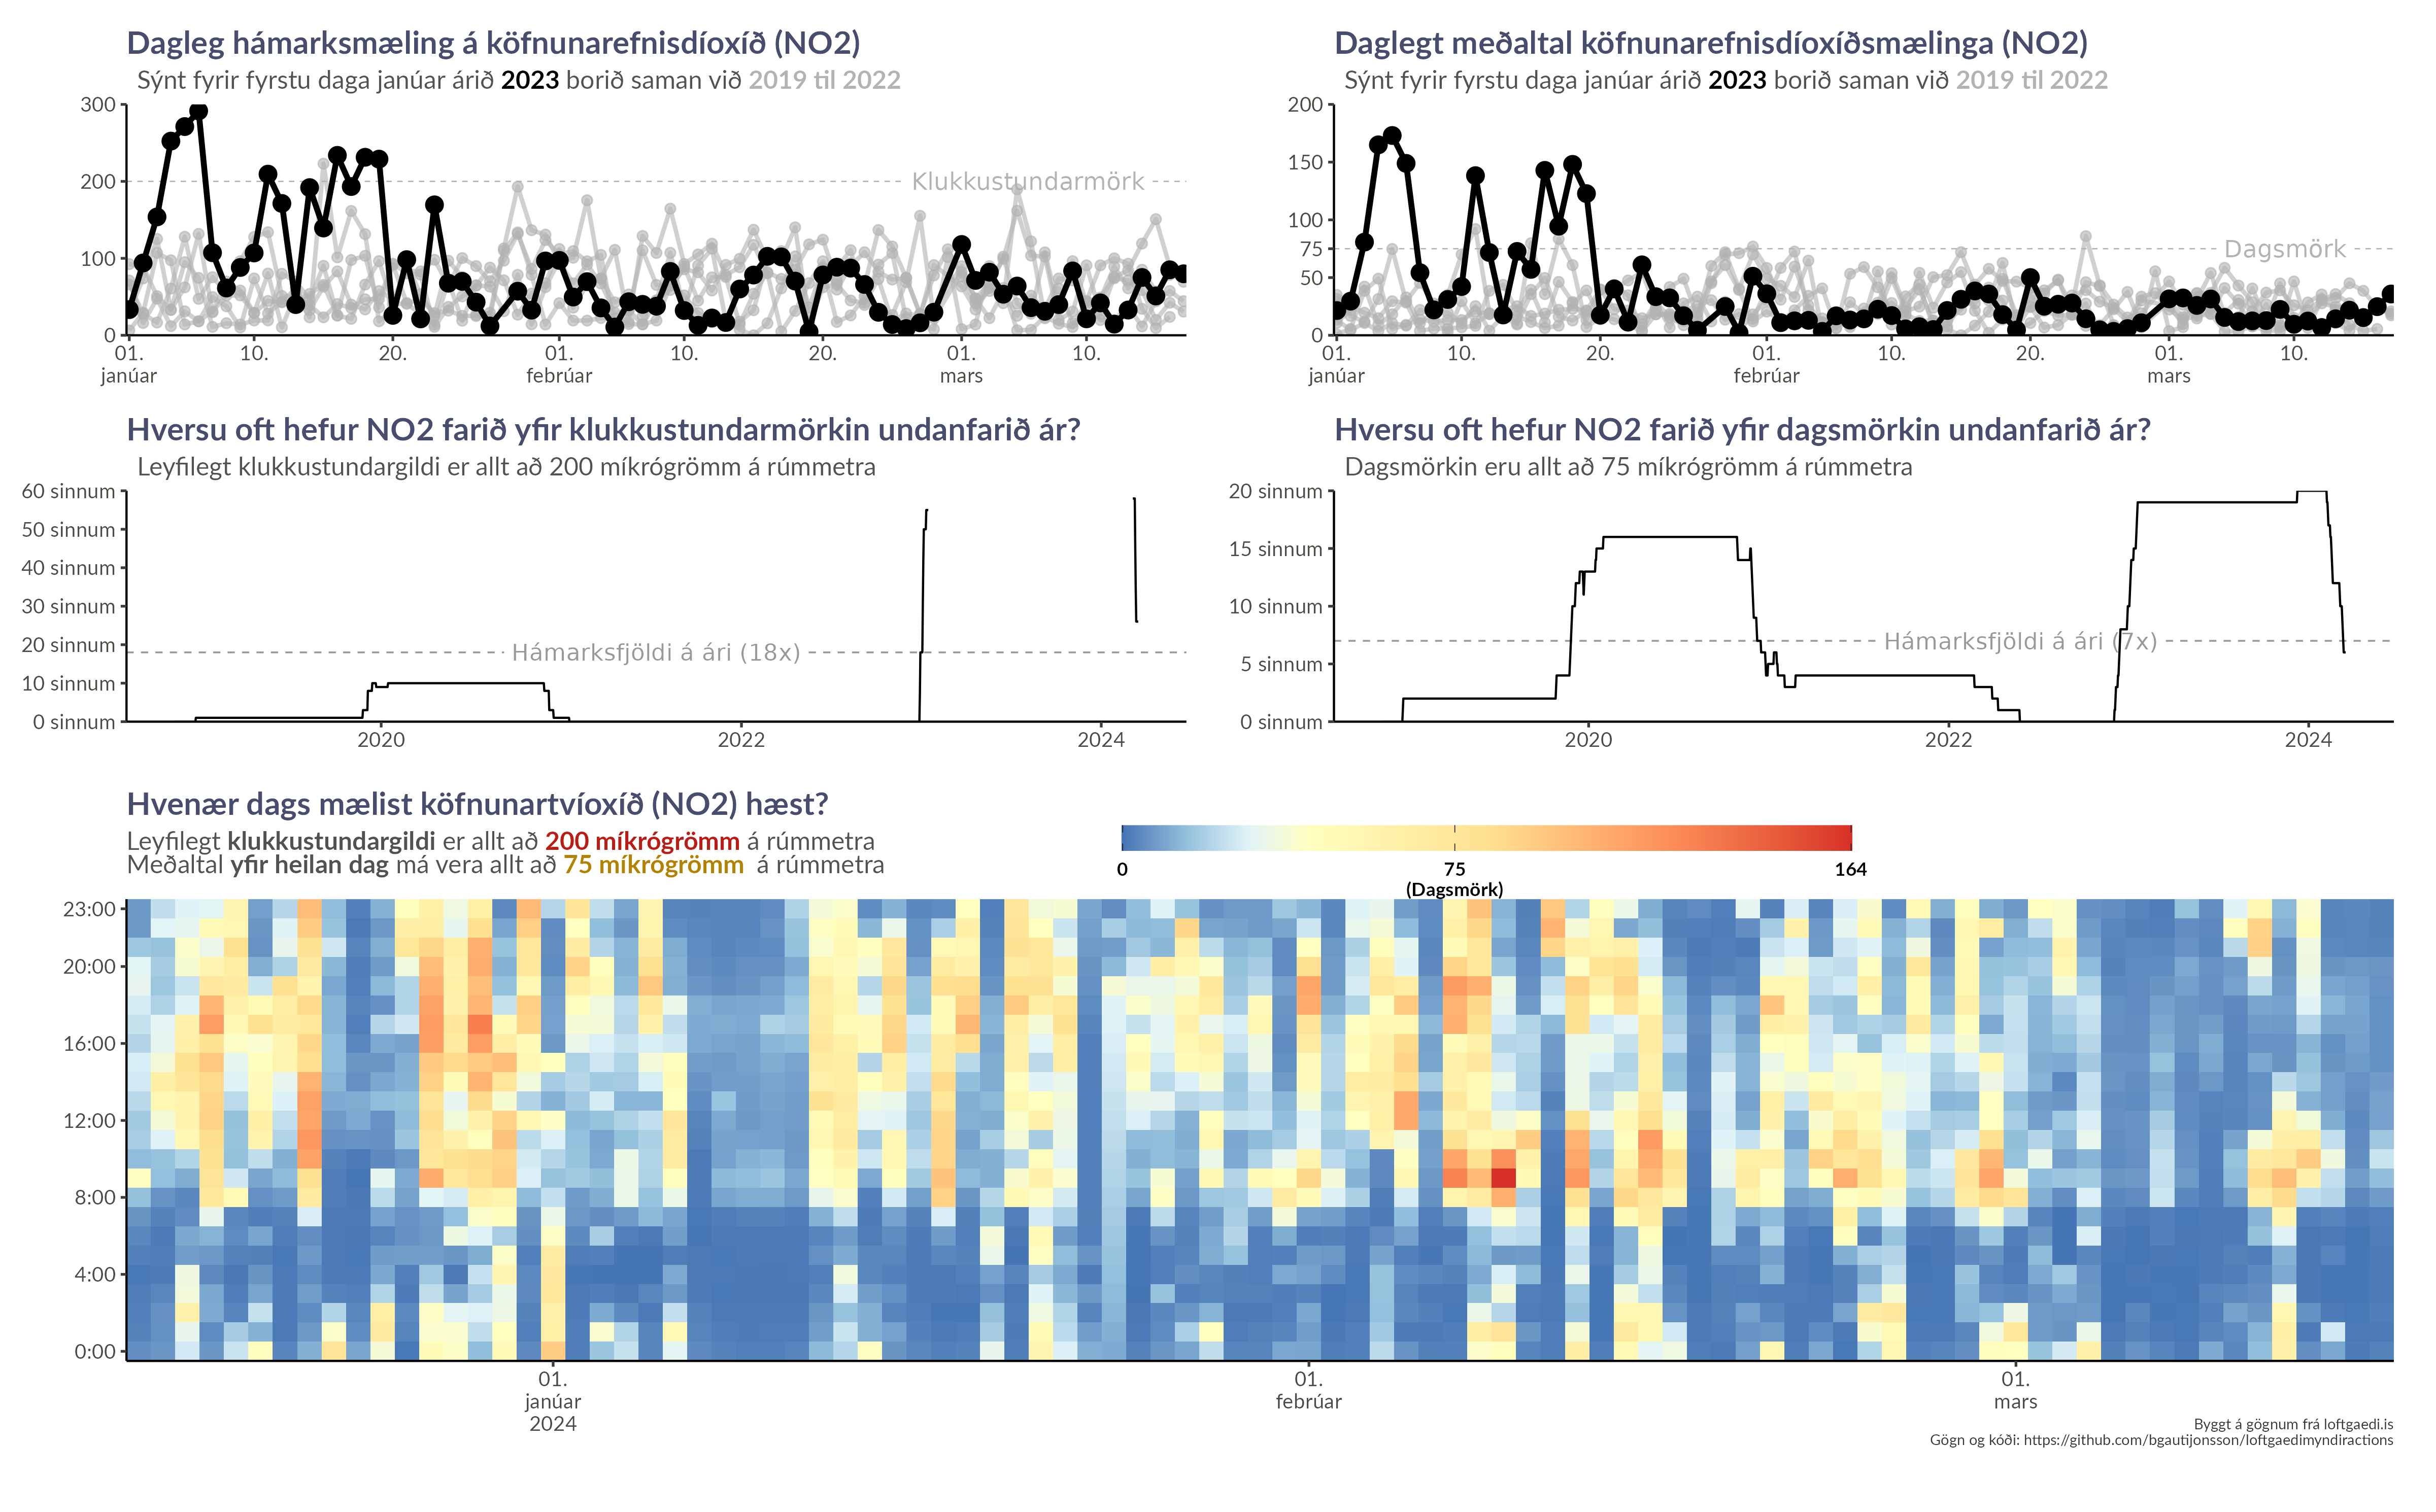 Dagleg hámarksmæling á köfnunarefnisdíoxíð (NO2)
Sýnt fyrir fyrstu daga janúar árið 2023 borið saman við 2019 til 2022
300
200
100
0
Klukkustundarmörk
01.
janúar
10.
20.
01.
febrúar
10.
20.
01.
mars
10.
Daglegt meðaltal köfnunarefnisdíoxíðsmælinga (NO2)
Sýnt fyrir fyrstu daga janúar árið 2023 borið saman við 2019 til 2022
200
150
100
75
50
0
Dagsmörk
01.
janúar
10.
20.
01.
febrúar
10.
20.
01.
mars
10.
Hversu oft hefur NO2 farið yfir klukkustundarmörkin undanfarið ár?
Leyfilegt klukkustundargildi er allt að 200 míkrógrömm á rúmmetra
60 sinnum
50 sinnum
40 sinnum
30 sinnum
20 sinnum
10 sinnum
0 sinnum
Hámarksfjöldi á ári (18x)
2020
2022
2024
Hversu oft hefur NO2 farið yfir dagsmörkin undanfarið ár?
Dagsmörkin eru allt að 75 míkrógrömm á rúmmetra
20 sinnum
15 sinnum
10 sinnum
5 sinnum
0 sinnum
Hámarksfjöldi á ári (7x)
2020
2022
2024
Hvenær dags mælist köfnunartvíoxíð (NO2) hæst?
Leyfilegt klukkustundargildi er allt að 200 míkrógrömm á rúmmetra
Meðaltal yfir heilan dag má vera allt að 75 míkrógrömm á rúmmetra
0
75
(Dagsmörk)
164
23:00
20:00
16:00
12:00
8:00
4:00
0:00
01.
janúar
2024
01.
febrúar
01.
mars
Byggt á gögnum frá loftgaedi.is
Gögn og kóði: https://github.com/bgautijonsson/loftgaedimyndiractions